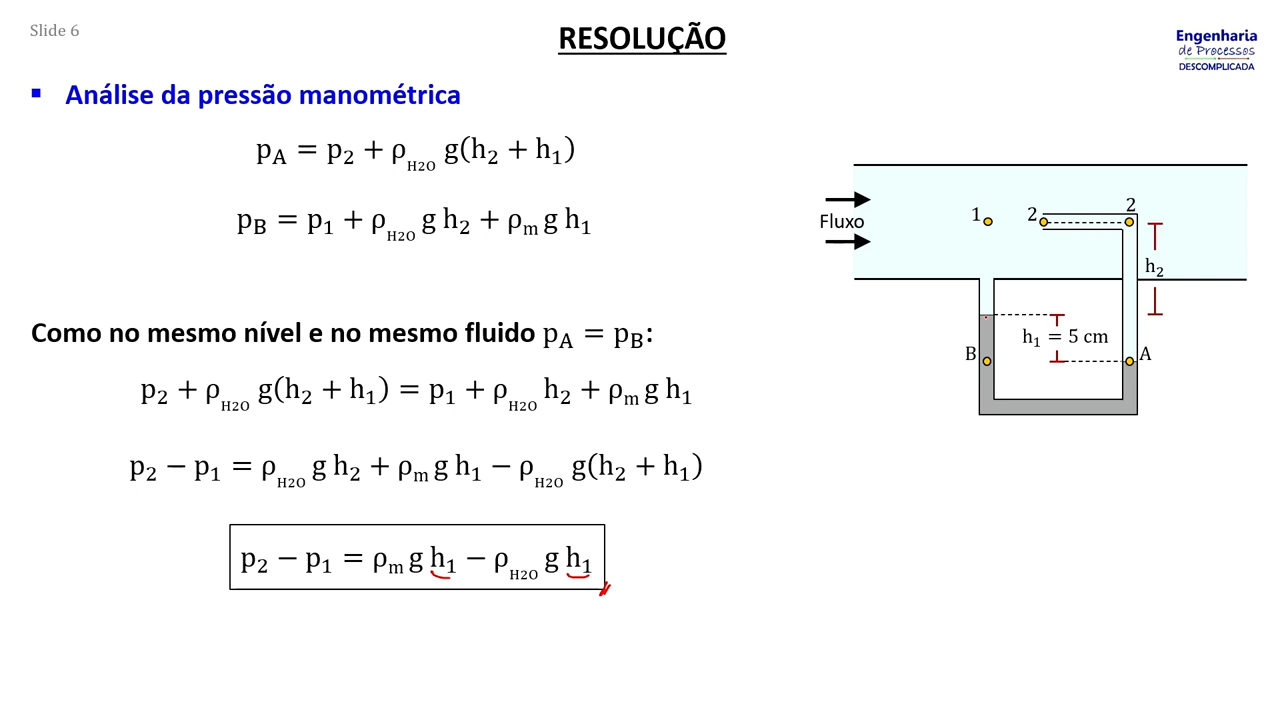 Slide 6
RESOLUÇÃO
Engenharia
de Processos
DESCOMPLICADA
▪ Análise da pressão manométrica
p_A = p_2 + ρ_H2O g(h_2 + h_1)
p_B = p_1 + ρ_H2O g h_2 + ρ_m g h_1
Como no mesmo nível e no mesmo fluido p_A = p_B:
p_2 + ρ_H2O g(h_2 + h_1) = p_1 + ρ_H2O h_2 + ρ_m g h_1
p_2 − p_1 = ρ_H2O g h_2 + ρ_m g h_1 − ρ_H2O g(h_2 + h_1)
p_2 − p_1 = ρ_m g h_1 − ρ_H2O g h_1
Fluxo
1
2
2
h_2
h_1 = 5 cm
B
A